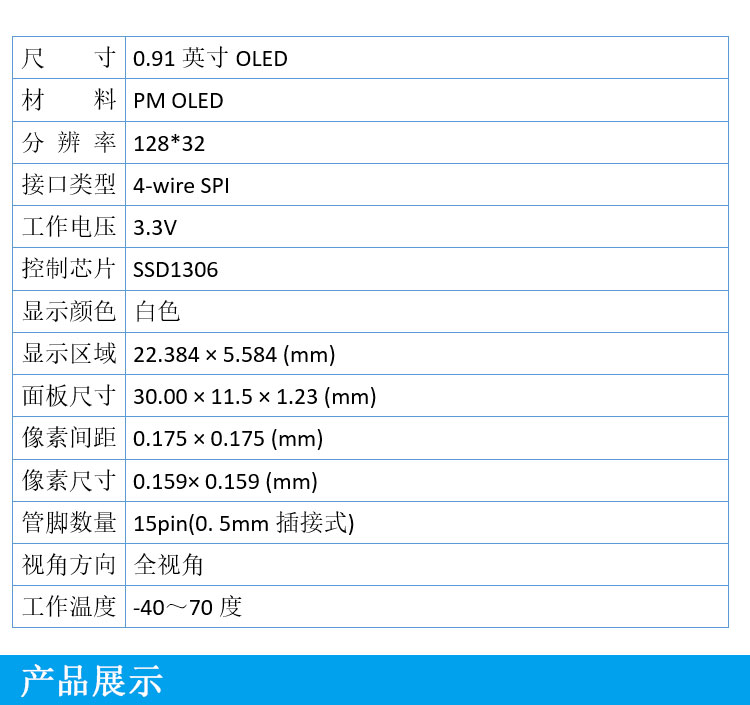 尺 寸 0.91 英寸 OLED
材 料 PM OLED
分 辨 率 128*32
接口类型 4-wire SPI
工作电压 3.3V
控制芯片 SSD1306
显示颜色 白色
显示区域 22.384 × 5.584 (mm)
面板尺寸 30.00 × 11.5 × 1.23 (mm)
像素间距 0.175 × 0.175 (mm)
像素尺寸 0.159× 0.159 (mm)
管脚数量 15pin(0. 5mm 插接式)
视角方向 全视角
工作温度 -40～70 度
产品展示